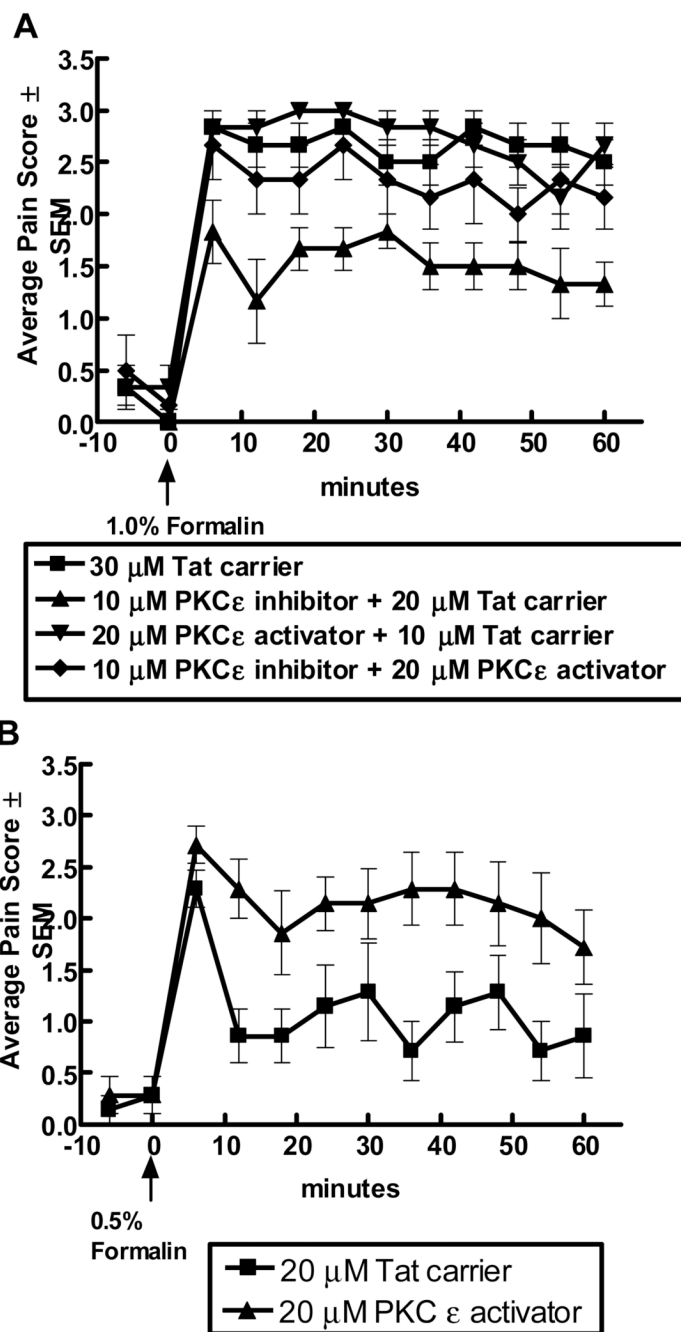 A
Average Pain Score ±
SEM
3.5
3.0
2.5
2.0
1.5
1.0
0.5
0.0
-10 0 10 20 30 40 50 60
minutes
1.0% Formalin
30 μM Tat carrier
10 μM PKCε inhibitor + 20 μM Tat carrier
20 μM PKCε activator + 10 μM Tat carrier
10 μM PKCε inhibitor + 20 μM PKCε activator
B
Average Pain Score ±
SEM
3.5
3.0
2.5
2.0
1.5
1.0
0.5
0.0
-10 0 10 20 30 40 50 60
minutes
0.5%
Formalin
20 μM Tat carrier
20 μM PKC ε activator